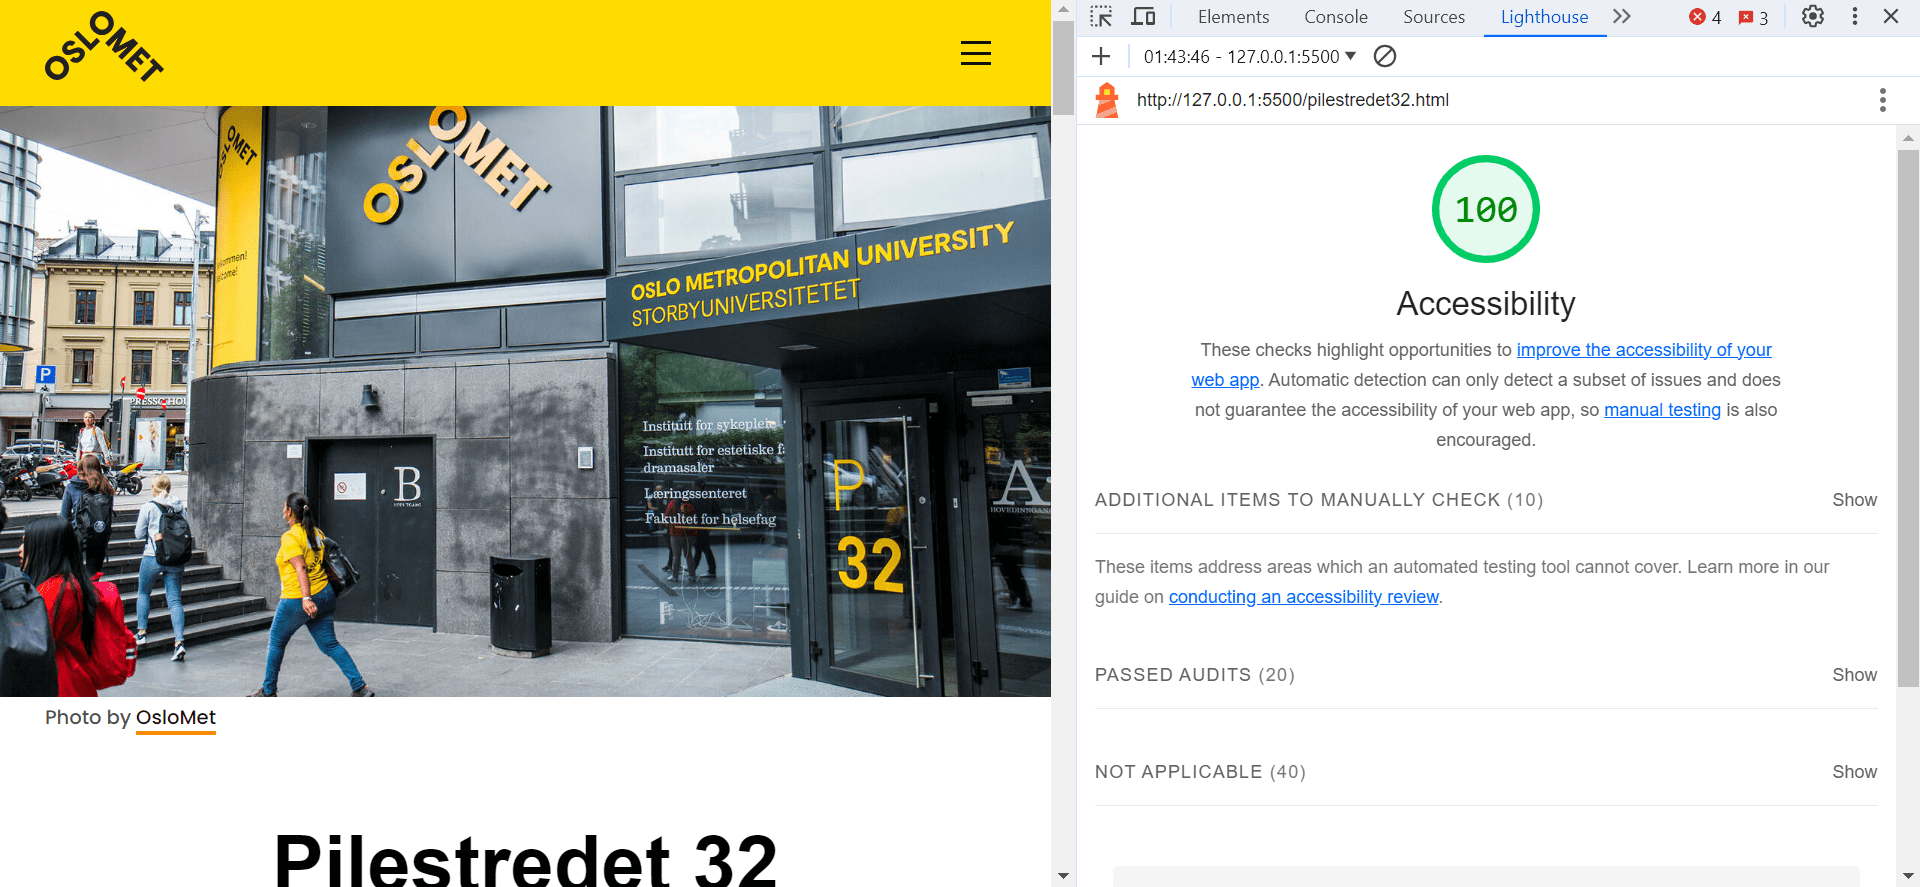 OSLOMET
OSLOMET
OSLOMET
OSLO METROPOLITAN UNIVERSITY
STORBYUNIVERSITETET
P
B
Institutt for sykepleie
Institutt for estetiske
dramasaler
Læringssenteret
Fakultet for helsefag
P
32
A
HOVEDINNGANG
Photo by OsloMet
Pilestredet 32
Elements
Console
Sources
Lighthouse
4
3
01:43:46 - 127.0.0.1:5500
http://127.0.0.1:5500/pilestredet32.html
100
Accessibility
These checks highlight opportunities to improve the accessibility of your
web app. Automatic detection can only detect a subset of issues and does
not guarantee the accessibility of your web app, so manual testing is also
encouraged.
ADDITIONAL ITEMS TO MANUALLY CHECK (10)
Show
These items address areas which an automated testing tool cannot cover. Learn more in our
guide on conducting an accessibility review.
PASSED AUDITS (20)
Show
NOT APPLICABLE (40)
Show